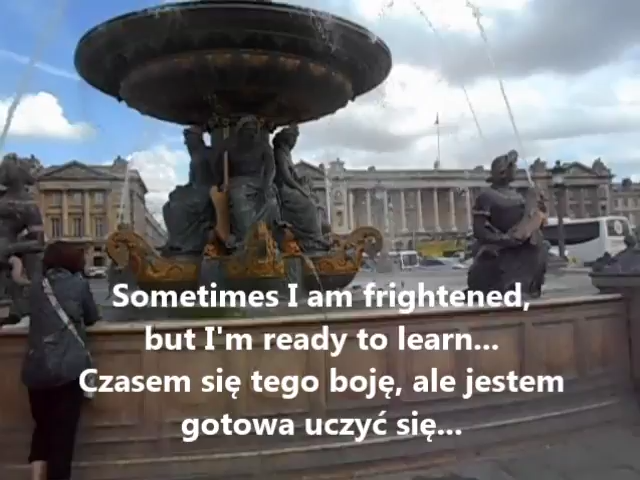 Sometimes I am frightened,
but I'm ready to learn...
Czasem się tego boję, ale jestem
gotowa uczyć się...